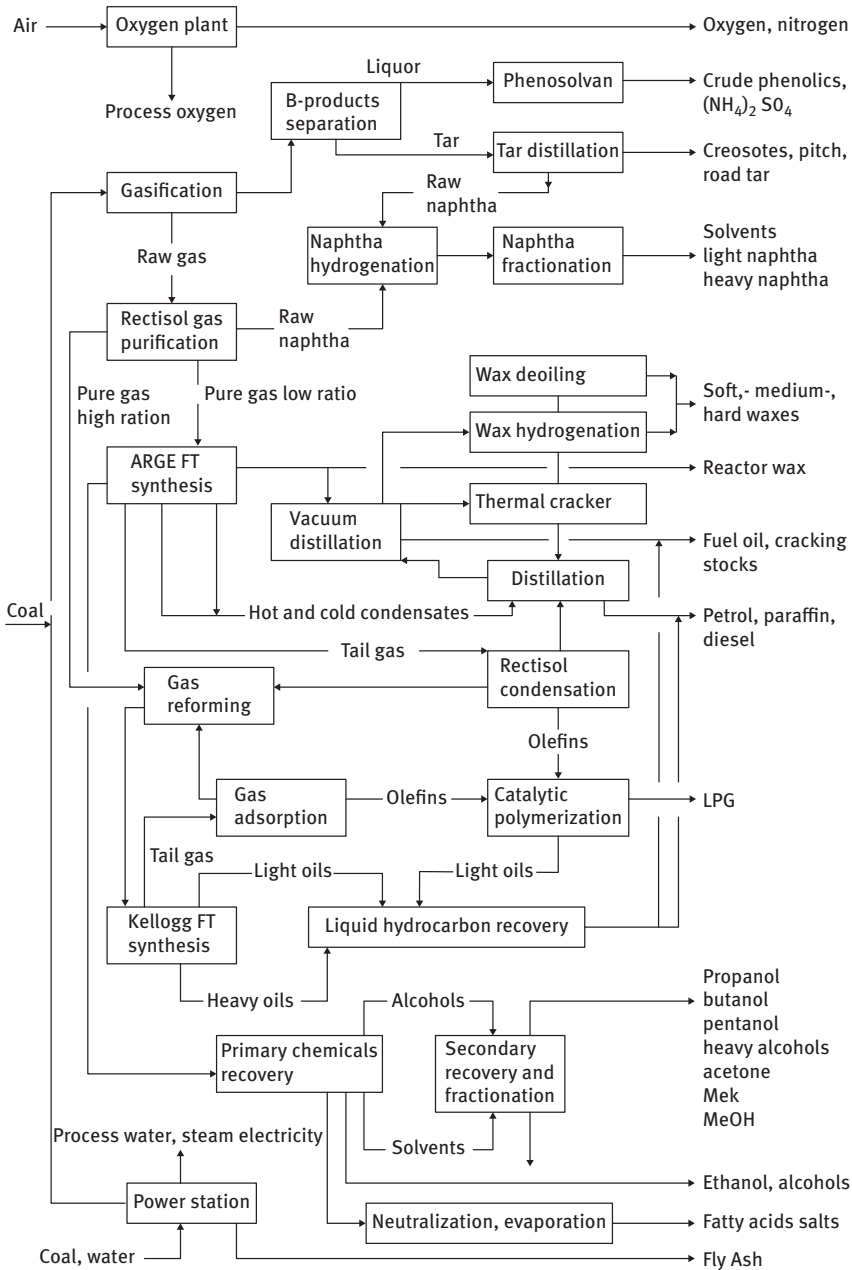 Air
Oxygen plant
Oxygen, nitrogen
Process oxygen
Liquor
B-products
separation
Phenosolvan
Crude phenolics,
(NH4)2 S04
Tar
Tar distillation
Creosotes, pitch,
road tar
Gasification
Raw
naphtha
Raw gas
Naphtha
hydrogenation
Naphtha
fractionation
Solvents
light naphtha
heavy naphtha
Rectisol gas
purification
Raw
naphtha
Pure gas
high ration
Pure gas low ratio
Wax deoiling
Soft,- medium-,
hard waxes
Wax hydrogenation
ARGE FT
synthesis
Reactor wax
Vacuum
distillation
Thermal cracker
Fuel oil, cracking
stocks
Distillation
Coal
Hot and cold condensates
Petrol, paraffin,
diesel
Tail gas
Rectisol
condensation
Gas
reforming
Olefins
Gas
adsorption
Olefins
Catalytic
polymerization
LPG
Tail gas
Light oils
Light oils
Kellogg FT
synthesis
Liquid hydrocarbon recovery
Heavy oils
Alcohols
Propanol
butanol
pentanol
heavy alcohols
acetone
Mek
MeOH
Primary chemicals
recovery
Secondary
recovery and
fractionation
Process water, steam electricity
Solvents
Ethanol, alcohols
Power station
Neutralization, evaporation
Fatty acids salts
Coal, water
Fly Ash